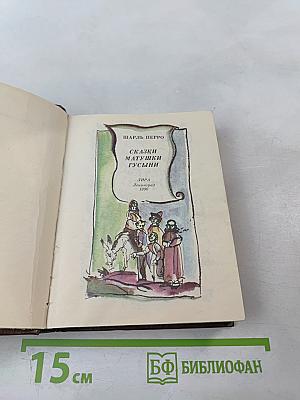 ШАРЛЬ ПЕРРО
СКАЗКИ
МАТУШКИ
ГУСЫНИ
ЛИРА
Ленинград
1990
15 см
БФ БИБЛИОФАН